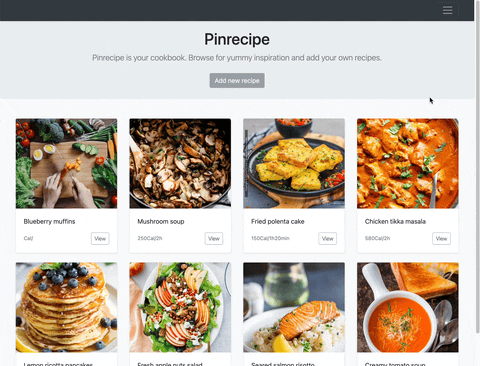 Pinrecipe
Pinrecipe is your cookbook. Browse for yummy inspiration and add your own recipes.
Add new recipe
Blueberry muffins
Cal/
View
Mushroom soup
250Cal/2h
View
Fried polenta cake
150Cal/1h20min
View
Chicken tikka masala
580Cal/2h
View
Lemon ricotta pancakes
Fresh apple nuts salad
Seared salmon risotto
Creamy tomato soup